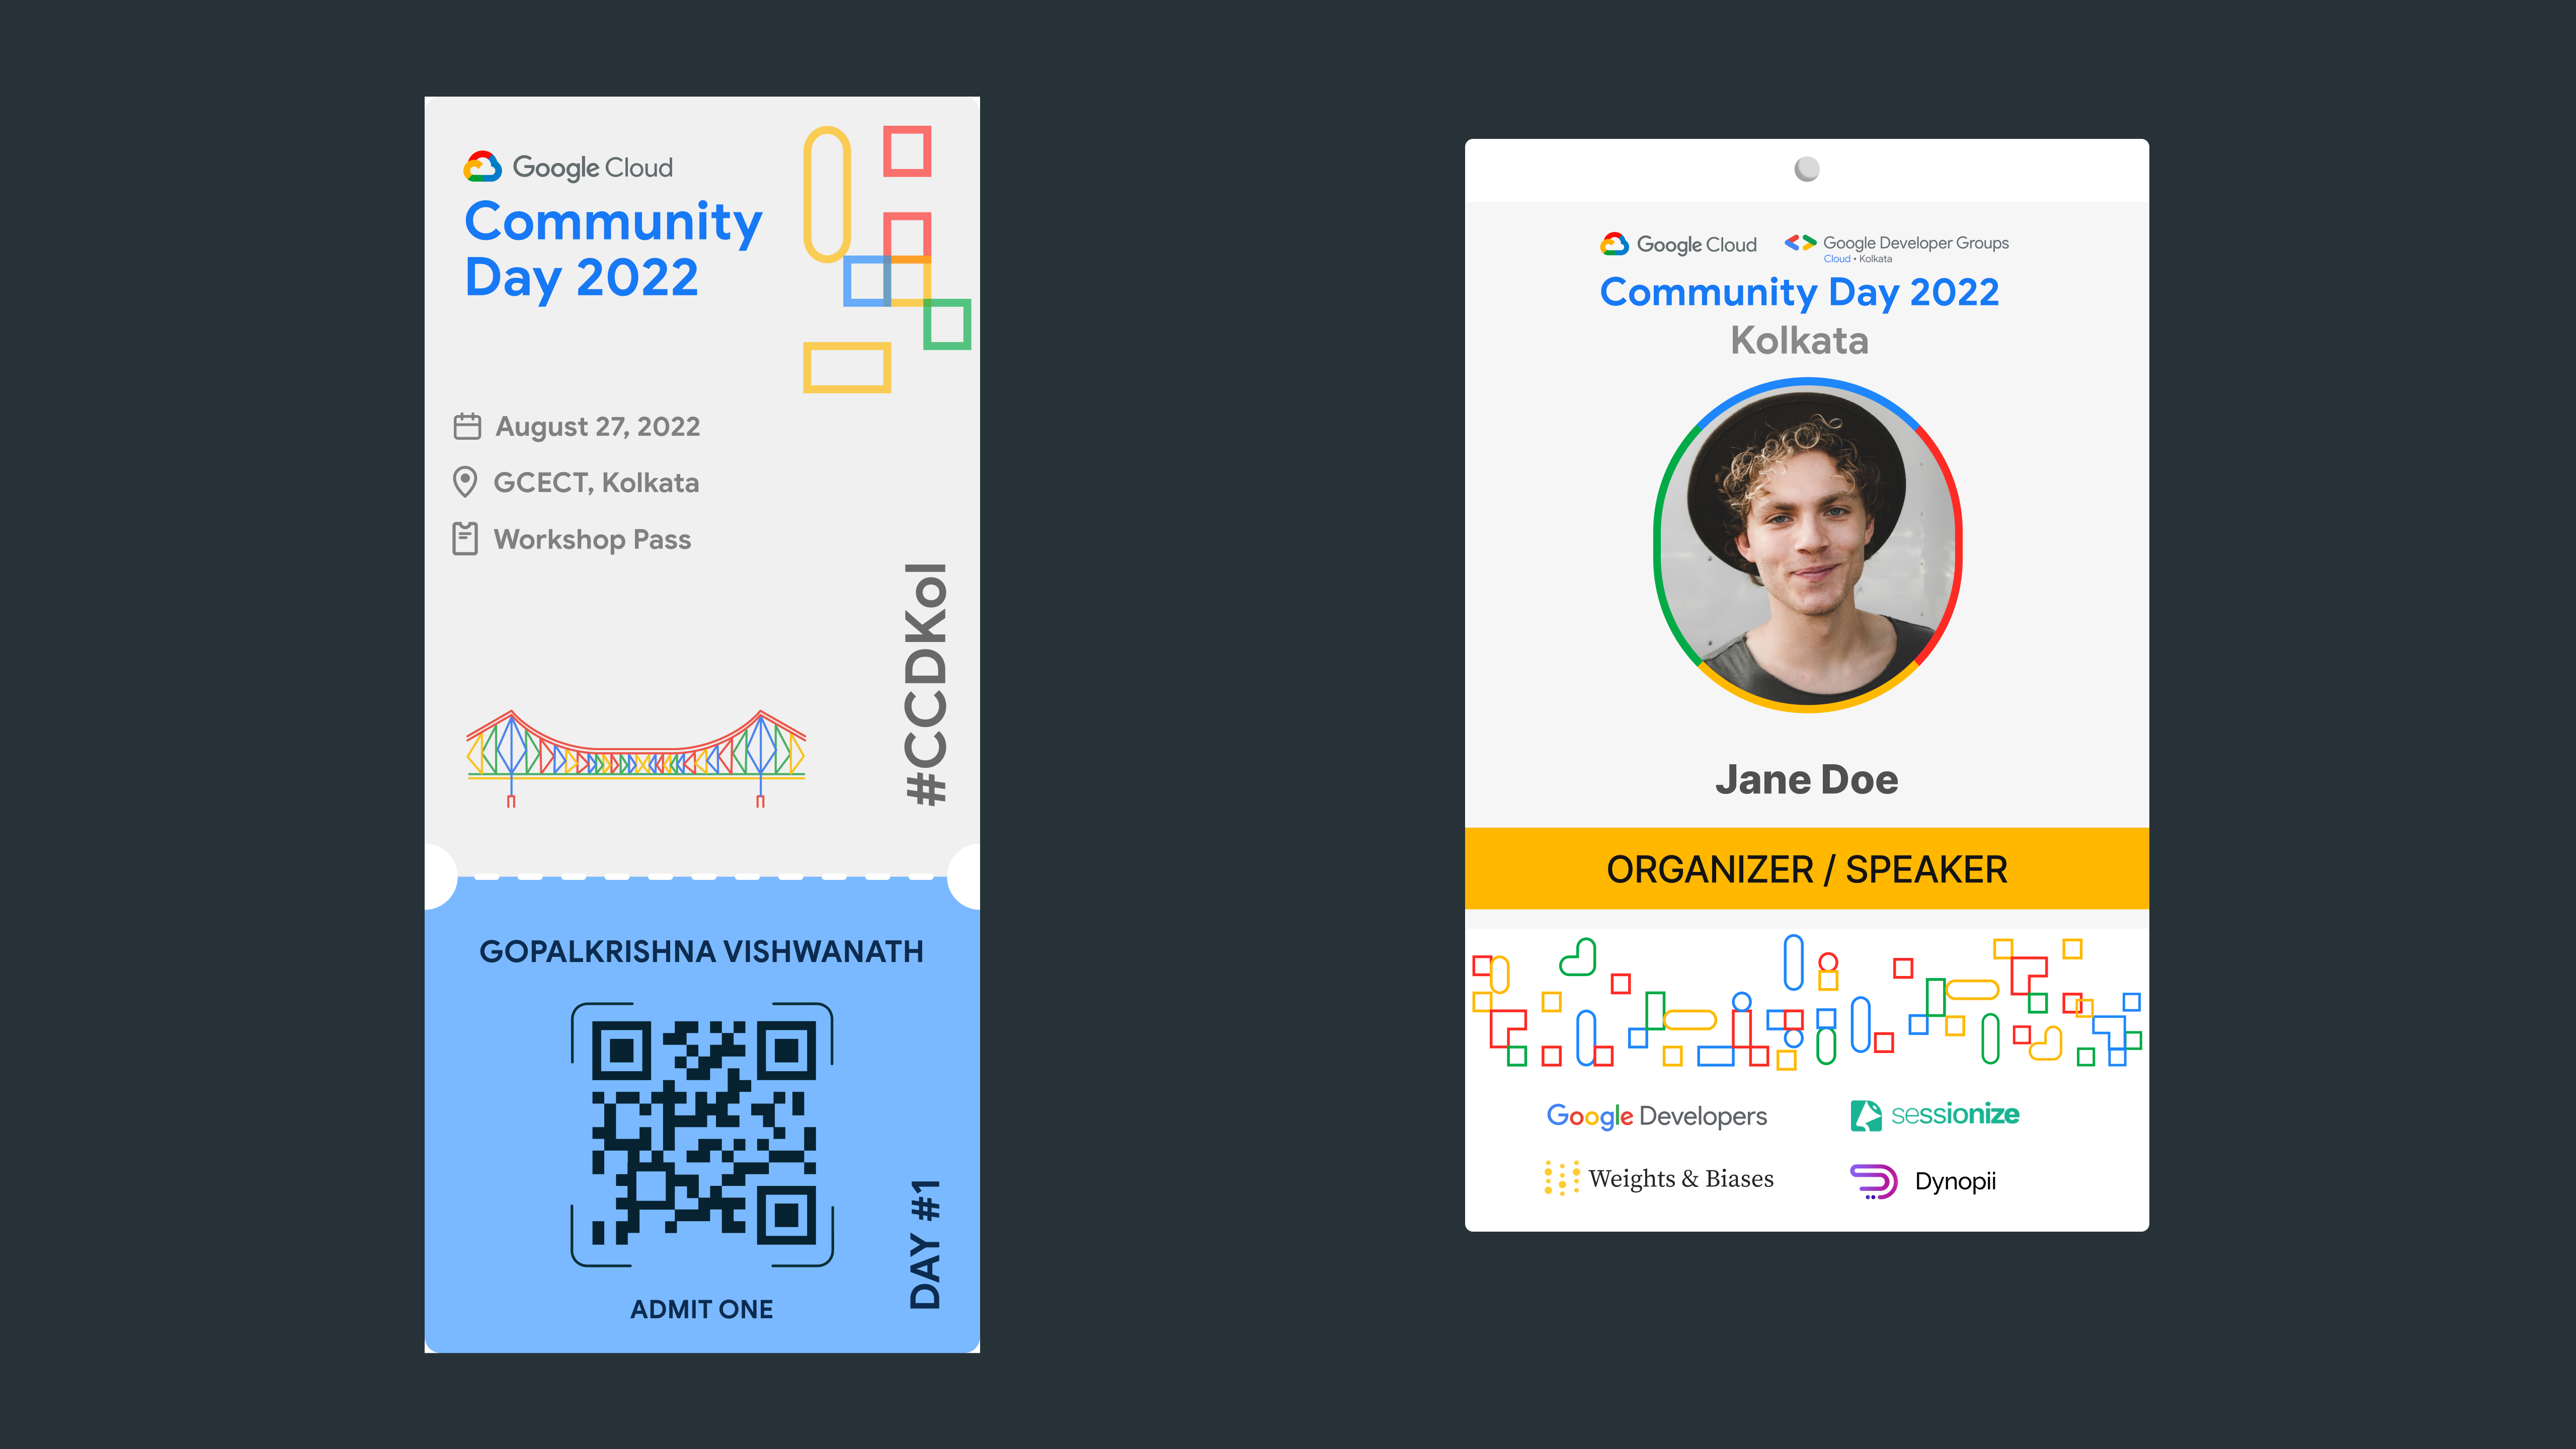 Google Cloud
Community
Day 2022
August 27, 2022
GCECT, Kolkata
Workshop Pass
#CCDKol
GOPALKRISHNA VISHWANATH
DAY #1
ADMIT ONE
Google Cloud
Google Developer Groups
Cloud • Kolkata
Community Day 2022
Kolkata
Jane Doe
ORGANIZER / SPEAKER
Google Developers
sessionize
Weights & Biases
Dynopii